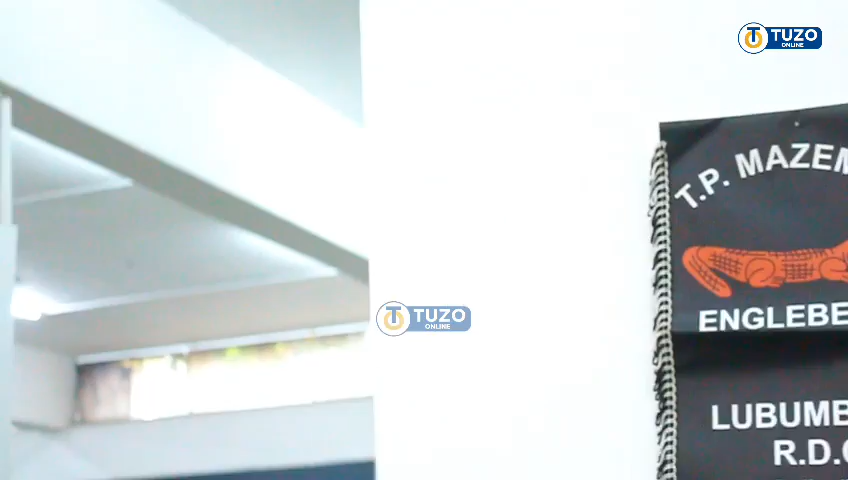 TUZO
ONLINE
T.P. MAZEM
ENGLEBE
LUBUMB
R.D.C
TUZO
ONLINE